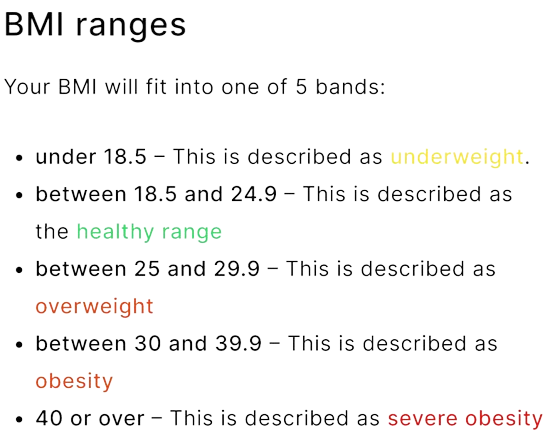 BMI ranges
Your BMI will fit into one of 5 bands:
• under 18.5 – This is described as underweight.
• between 18.5 and 24.9 – This is described as
the healthy range
• between 25 and 29.9 – This is described as
overweight
• between 30 and 39.9 – This is described as
obesity
• 40 or over – This is described as severe obesity